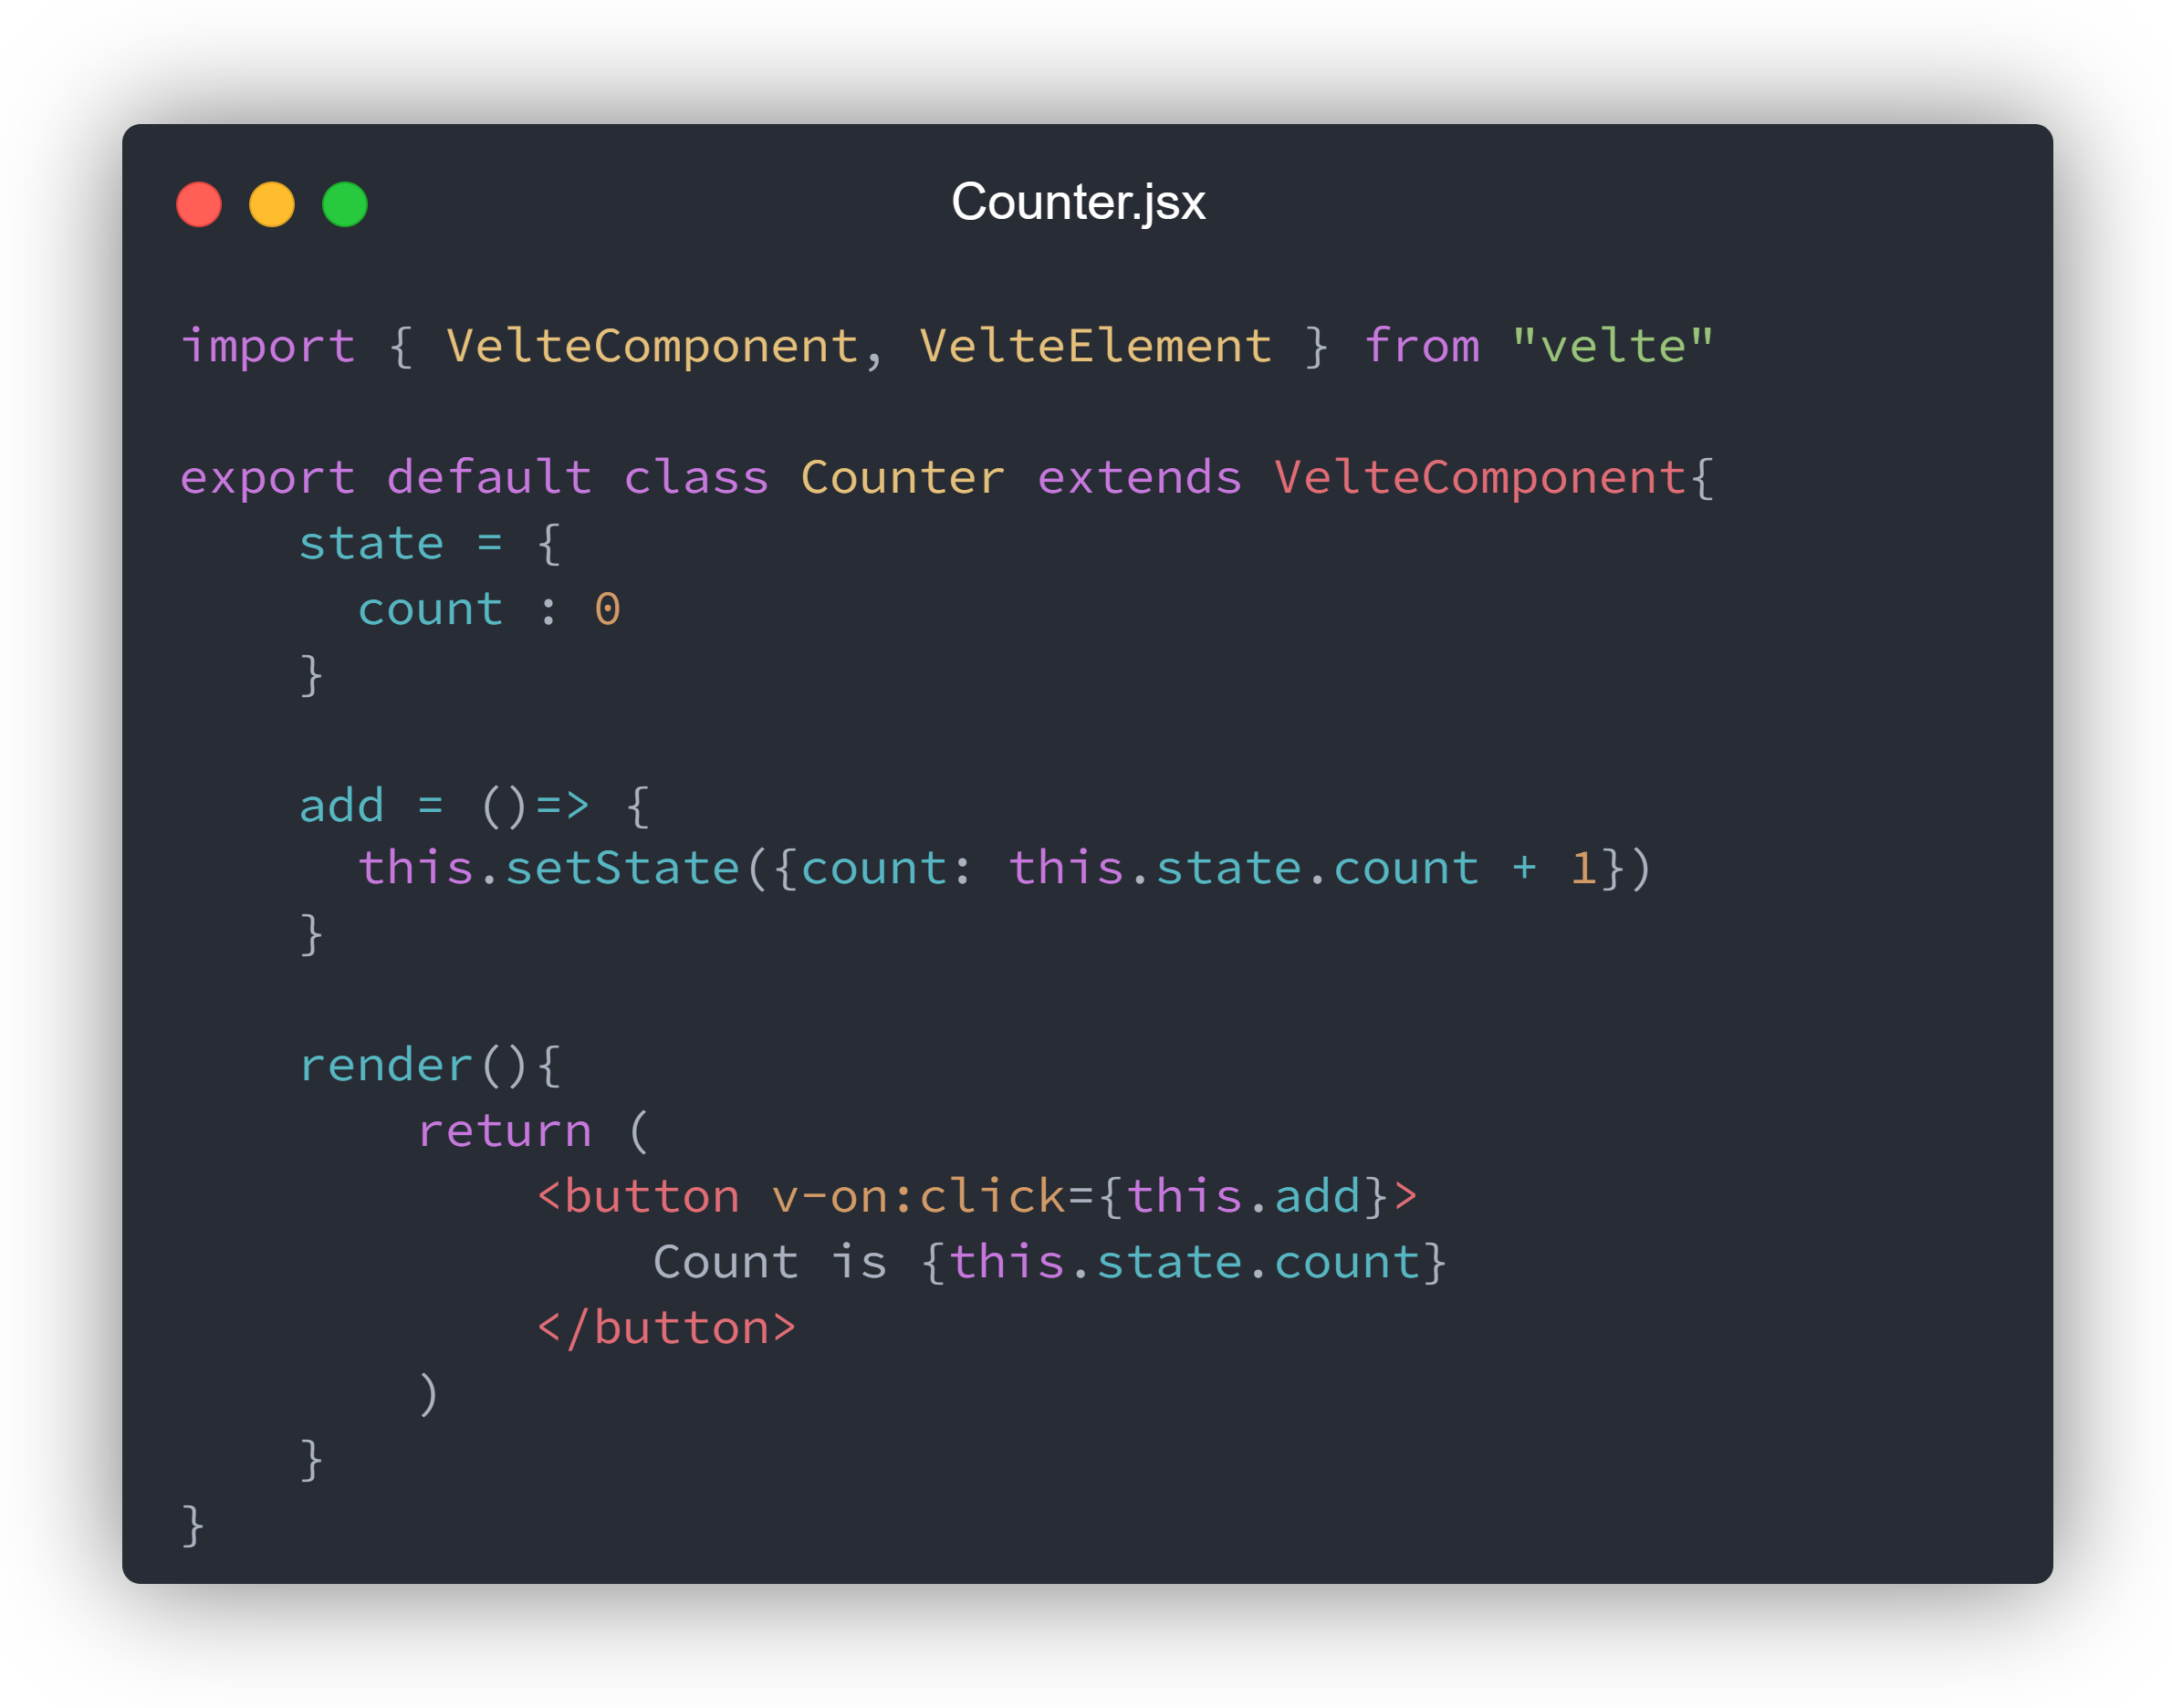 Counter.jsx
import { VelteComponent, VelteElement } from "velte"
export default class Counter extends VelteComponent{
    state = {
      count : 0
    }
    add = ()=> {
      this.setState({count: this.state.count + 1})
    }
    render(){
        return (
            <button v-on:click={this.add}>
                Count is {this.state.count}
            </button>
        )
    }
}